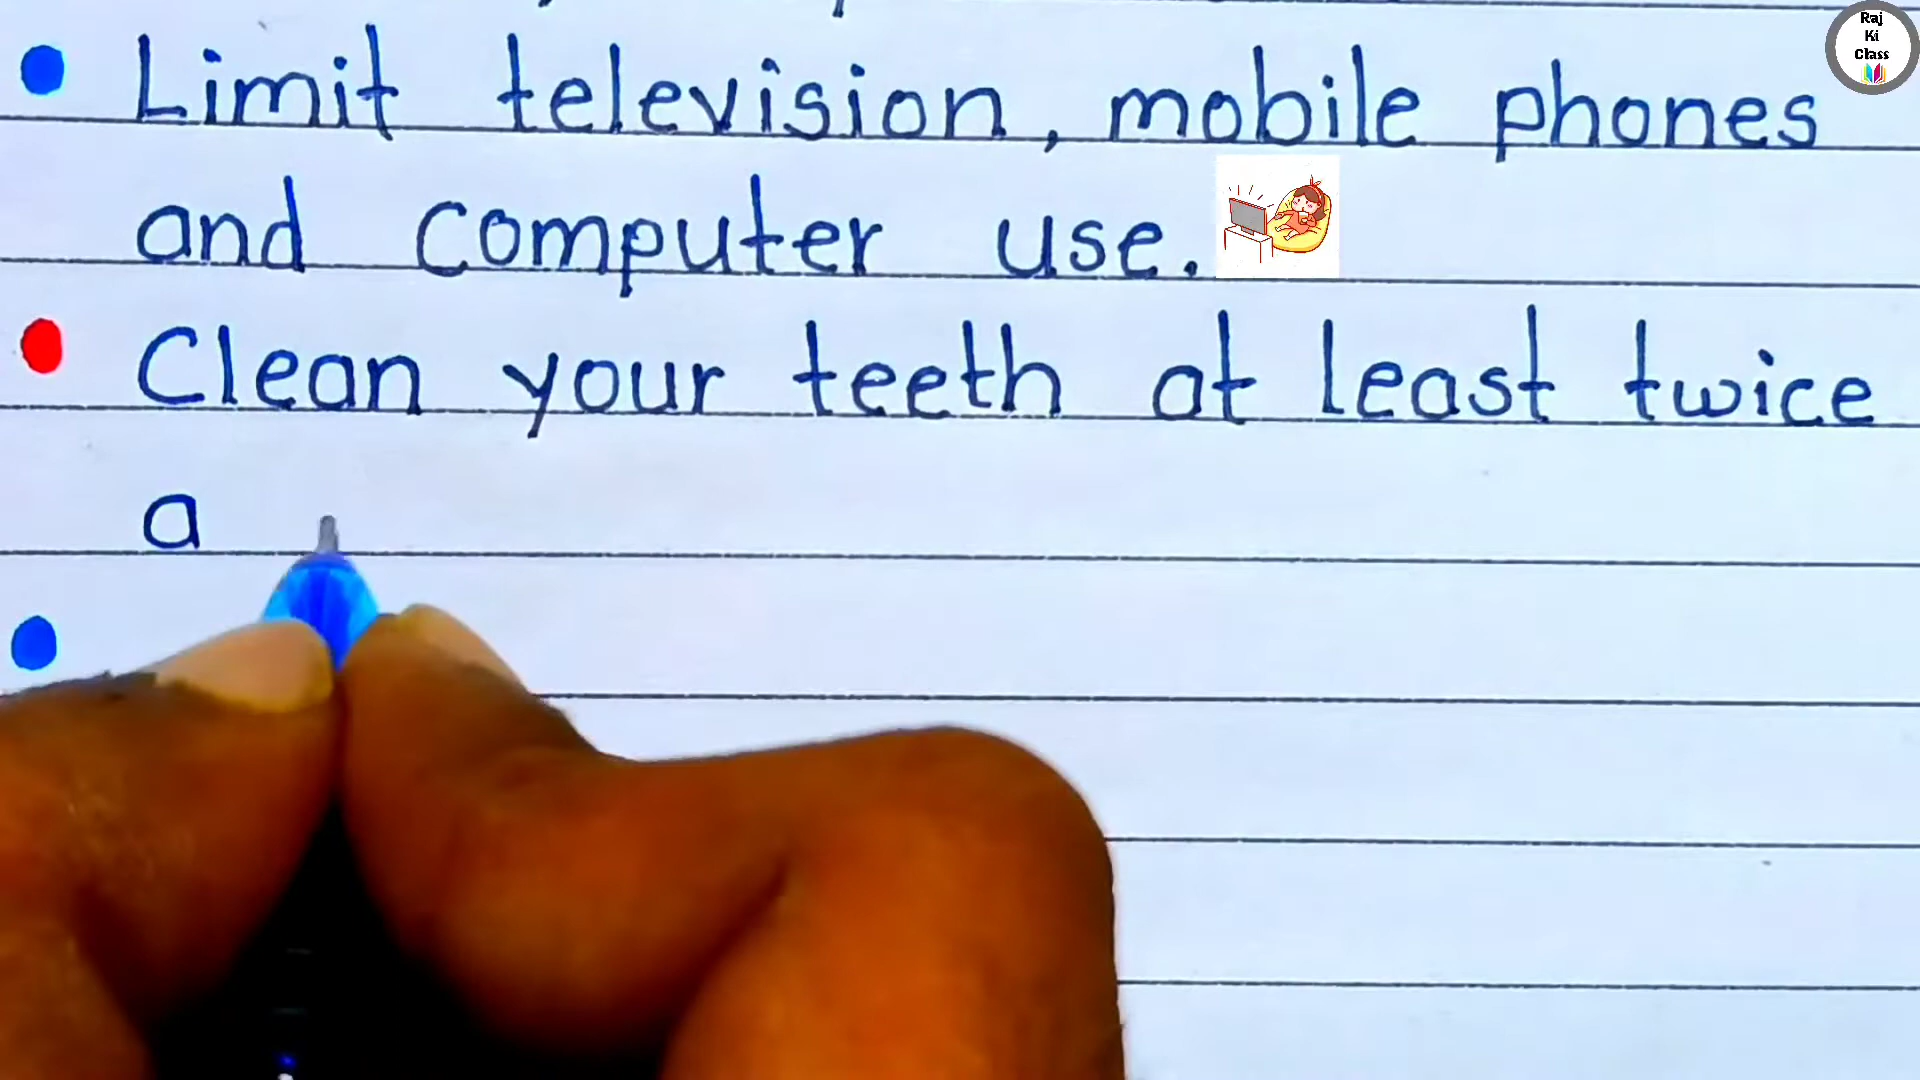 Raj
Ki
Class
• Limit television, mobile phones
and computer use.
• Clean your teeth at least twice
a
•